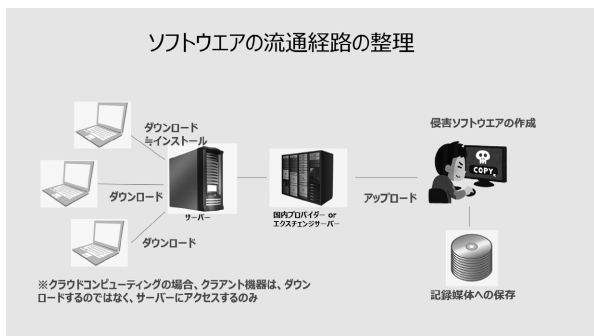 ソフトウエアの流通経路の整理
ダウンロード
≒インストール
ダウンロード
ダウンロード
サーバー
国内プロバイダー or
エクスチェンジサーバー
アップロード
侵害ソフトウエアの作成
COPY
記録媒体への保存
※クラウドコンピューティングの場合、クラアント機器は、ダウン
ロードするのではなく、サーバーにアクセスするのみ